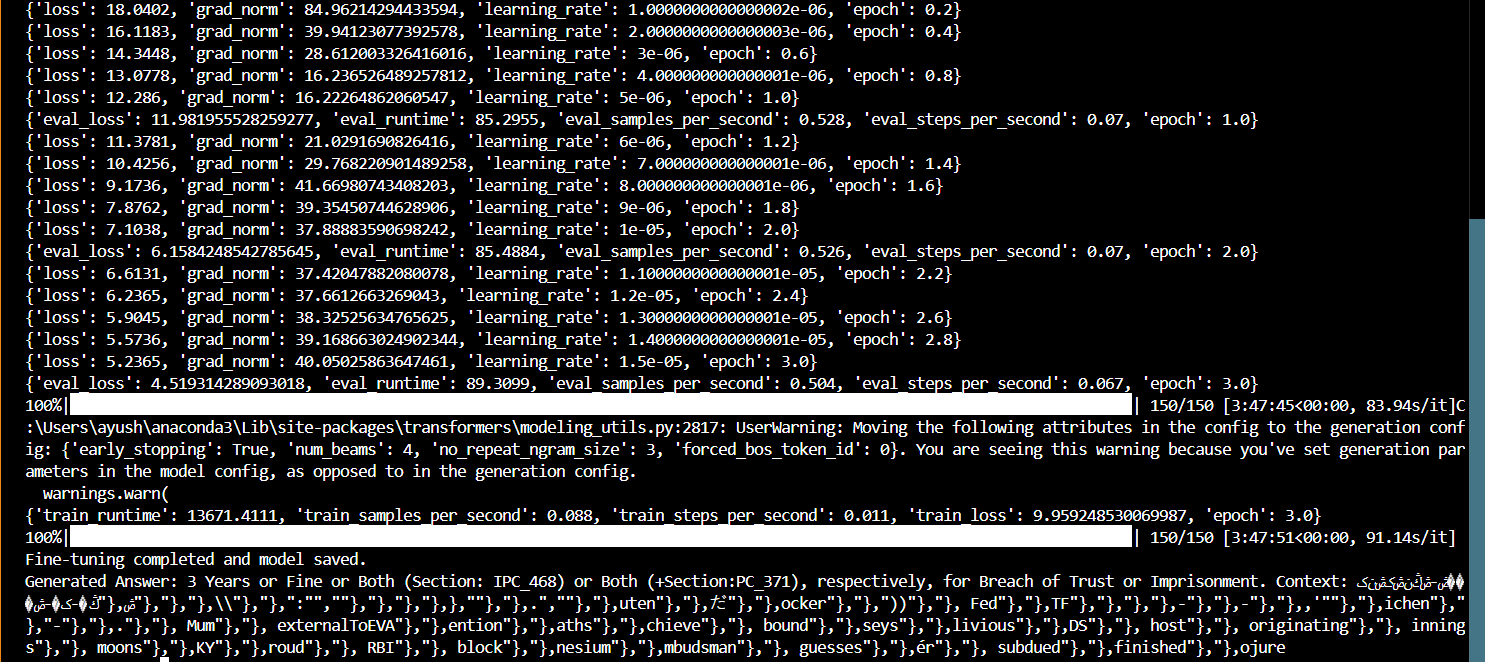 {'loss': 18.0402, 'grad_norm': 84.96214294433594, 'learning_rate': 1.0000000000000002e-06, 'epoch': 0.2}
{'loss': 16.1183, 'grad_norm': 39.94123077392578, 'learning_rate': 2.0000000000000003e-06, 'epoch': 0.4}
{'loss': 14.3448, 'grad_norm': 28.612003326416016, 'learning_rate': 3e-06, 'epoch': 0.6}
{'loss': 13.0778, 'grad_norm': 16.236526489257812, 'learning_rate': 4.000000000000001e-06, 'epoch': 0.8}
{'loss': 12.286, 'grad_norm': 16.22264862060547, 'learning_rate': 5e-06, 'epoch': 1.0}
{'eval_loss': 11.981955528259277, 'eval_runtime': 85.2955, 'eval_samples_per_second': 0.528, 'eval_steps_per_second': 0.07, 'epoch': 1.0}
{'loss': 11.3781, 'grad_norm': 21.0291690826416, 'learning_rate': 6e-06, 'epoch': 1.2}
{'loss': 10.4256, 'grad_norm': 29.768220901489258, 'learning_rate': 7.000000000000001e-06, 'epoch': 1.4}
{'loss': 9.1736, 'grad_norm': 41.66980743408203, 'learning_rate': 8.000000000000001e-06, 'epoch': 1.6}
{'loss': 7.8762, 'grad_norm': 39.35450744628906, 'learning_rate': 9e-06, 'epoch': 1.8}
{'loss': 7.1038, 'grad_norm': 37.88883590698242, 'learning_rate': 1e-05, 'epoch': 2.0}
{'eval_loss': 6.1584248542785645, 'eval_runtime': 85.4884, 'eval_samples_per_second': 0.526, 'eval_steps_per_second': 0.07, 'epoch': 2.0}
{'loss': 6.6131, 'grad_norm': 37.42047882080078, 'learning_rate': 1.1000000000000001e-05, 'epoch': 2.2}
{'loss': 6.2365, 'grad_norm': 37.6612663269043, 'learning_rate': 1.2e-05, 'epoch': 2.4}
{'loss': 5.9045, 'grad_norm': 38.32525634765625, 'learning_rate': 1.3000000000000001e-05, 'epoch': 2.6}
{'loss': 5.5736, 'grad_norm': 39.168663024902344, 'learning_rate': 1.4000000000000001e-05, 'epoch': 2.8}
{'loss': 5.2365, 'grad_norm': 40.05025863647461, 'learning_rate': 1.5e-05, 'epoch': 3.0}
{'eval_loss': 4.519314289093018, 'eval_runtime': 89.3099, 'eval_samples_per_second': 0.504, 'eval_steps_per_second': 0.067, 'epoch': 3.0}
100%| | 150/150 [3:47:45<00:00, 83.94s/it]C
:\Users\ayush\anaconda3\Lib\site-packages\transformers\modeling_utils.py:2817: UserWarning: Moving the following attributes in the config to the generation conf
ig: {'early_stopping': True, 'num_beams': 4, 'no_repeat_ngram_size': 3, 'forced_bos_token_id': 0}. You are seeing this warning because you've set generation par
ameters in the model config, as opposed to in the generation config.
warnings.warn(
{'train_runtime': 13671.4111, 'train_samples_per_second': 0.088, 'train_steps_per_second': 0.011, 'train_loss': 9.959248530069987, 'epoch': 3.0}
100%| | 150/150 [3:47:51<00:00, 91.14s/it]
Fine-tuning completed and model saved.
Generated Answer: 3 Years or Fine or Both (Section: IPC_468) or Both (+Section:PC_371), respectively, for Breach of Trust or Imprisonment. Context:
"},"},"},\\"},"},":"",""},"},"},"},},""},"},".",""},"},uten"},"},だ"},"},ocker"},"},"))"},"}, Fed"},"},TF"},"},"},"},-"},"},-"},"},,'""},"},ichen"},"
},"-"},"},."},"}, Mum"},"}, externalToEVA"},"},ention"},"},aths"},"},chieve"},"}, bound"},"},seys"},"},livious"},"},DS"},"}, host"},"}, originating"},"}, inning
s"},"}, moons"},"},KY"},"},roud"},"}, RBI"},"}, block"},"},nesium"},"},mbudsman"},"}, guesses"},"},ér"},"}, subdued"},"},finished"},"},ojure